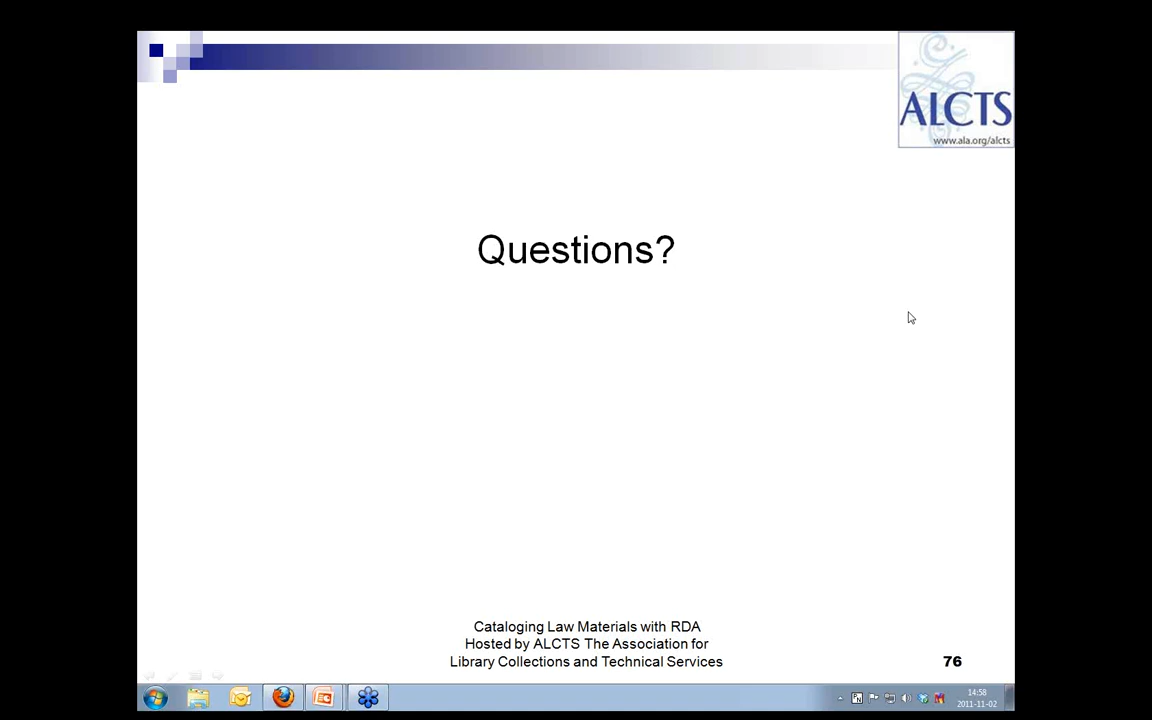 ALCTS
www.ala.org/alcts
Questions?
Cataloging Law Materials with RDA
Hosted by ALCTS The Association for
Library Collections and Technical Services
76
14:58
2011-11-02